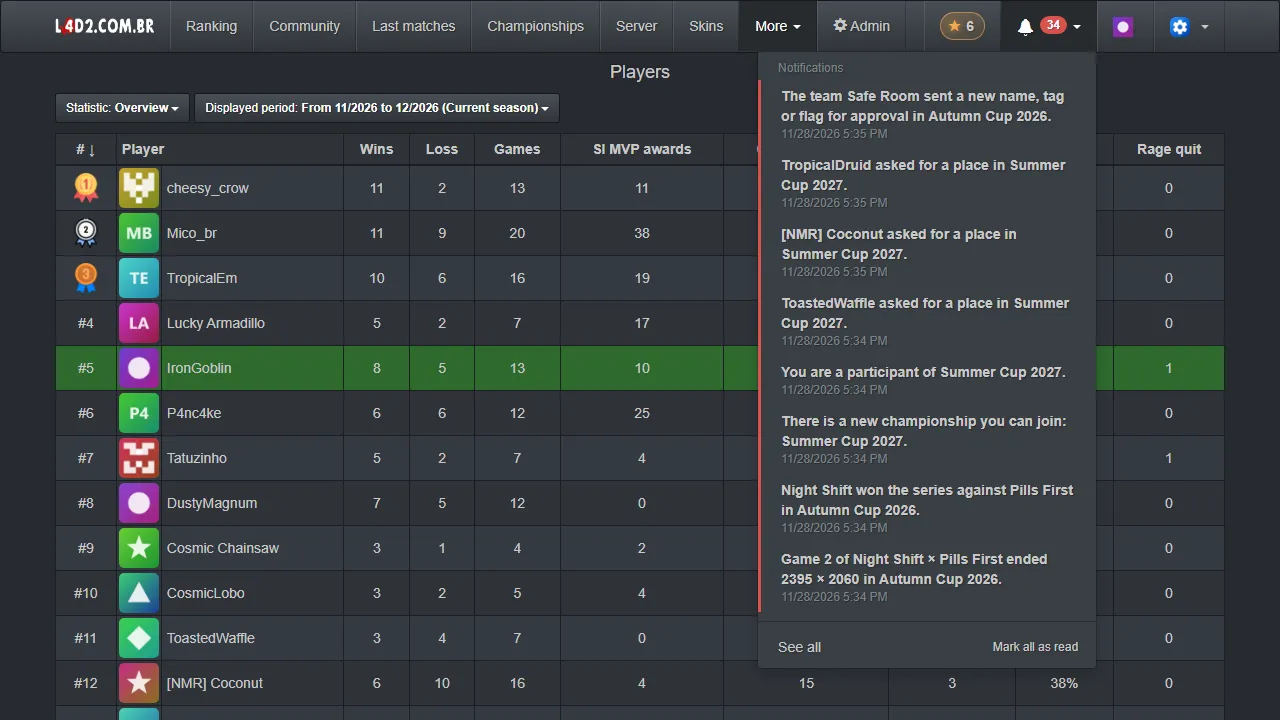 L4D2.COM.BR Ranking Community Last matches Championships Server Skins More Admin 6 34
Players
Statistic: Overview
Displayed period: From 11/2026 to 12/2026 (Current season)
# ↓ Player Wins Loss Games SI MVP awards Rage quit
1 cheesy_crow 11 2 13 11 0
2 MB Mico_br 11 9 20 38 0
3 TE TropicalEm 10 6 16 19 0
#4 LA Lucky Armadillo 5 2 7 17 0
#5 IronGoblin 8 5 13 10 1
#6 P4 P4nc4ke 6 6 12 25 0
#7 Tatuzinho 5 2 7 4 1
#8 DustyMagnum 7 5 12 0 0
#9 Cosmic Chainsaw 3 1 4 2 0
#10 CosmicLobo 3 2 5 4 0
#11 ToastedWaffle 3 4 7 0 0
#12 [NMR] Coconut 6 10 16 4 15 3 38% 0
Notifications
The team Safe Room sent a new name, tag
or flag for approval in Autumn Cup 2026.
11/28/2026 5:35 PM
TropicalDruid asked for a place in Summer
Cup 2027.
11/28/2026 5:35 PM
[NMR] Coconut asked for a place in
Summer Cup 2027.
11/28/2026 5:35 PM
ToastedWaffle asked for a place in Summer
Cup 2027.
11/28/2026 5:34 PM
You are a participant of Summer Cup 2027.
11/28/2026 5:34 PM
There is a new championship you can join:
Summer Cup 2027.
11/28/2026 5:34 PM
Night Shift won the series against Pills First
in Autumn Cup 2026.
11/28/2026 5:34 PM
Game 2 of Night Shift × Pills First ended
2395 × 2060 in Autumn Cup 2026.
11/28/2026 5:34 PM
See all Mark all as read